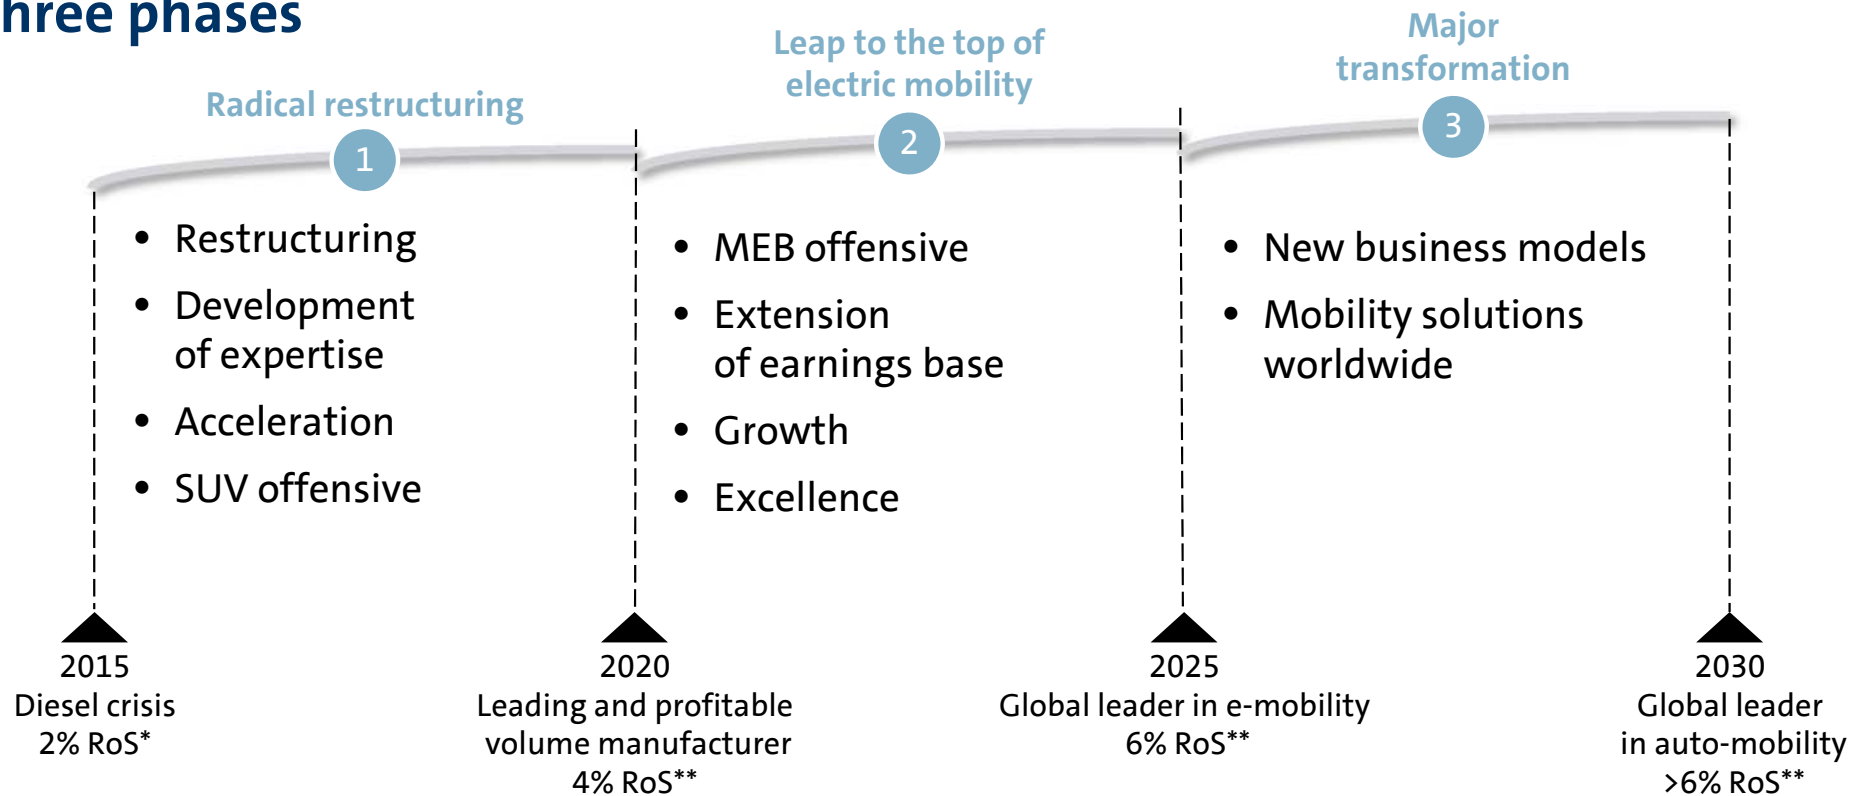 hree phases
Radical restructuring
1
• Restructuring
• Development
of expertise
• Acceleration
• SUV offensive
Leap to the top of
electric mobility
2
• MEB offensive
• Extension
of earnings base
• Growth
• Excellence
Major
transformation
3
• New business models
• Mobility solutions
worldwide
2015
Diesel crisis
2% RoS*
2020
Leading and profitable
volume manufacturer
4% RoS**
2025
Global leader in e-mobility
6% RoS**
2030
Global leader
in auto-mobility
>6% RoS**